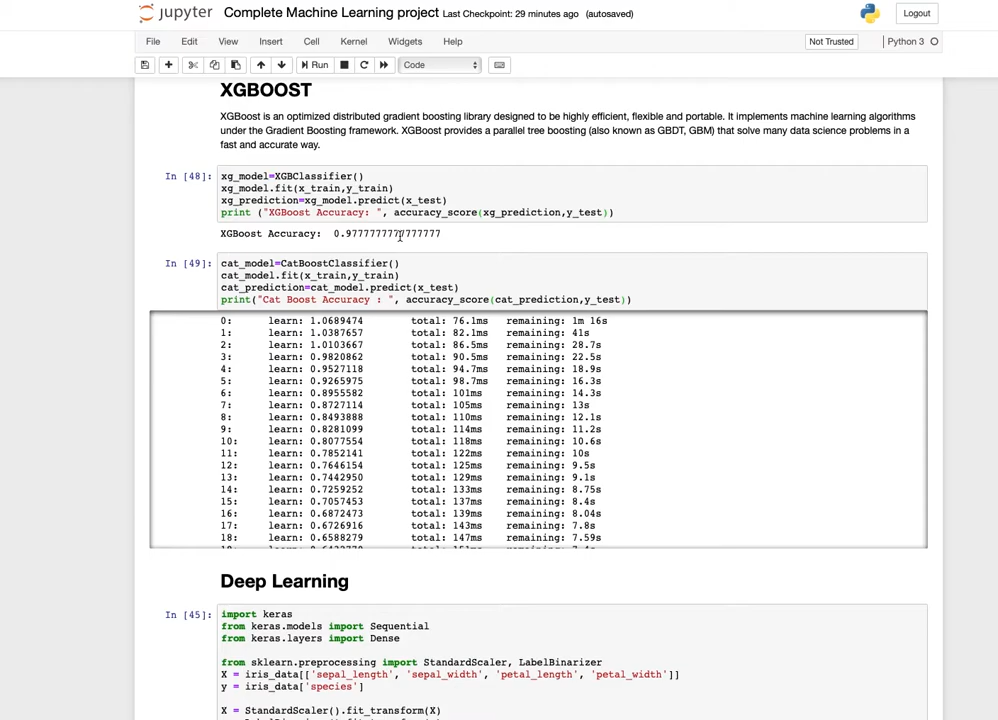 jupyter Complete Machine Learning project Last Checkpoint: 29 minutes ago (autosaved) Logout
File Edit View Insert Cell Kernel Widgets Help Not Trusted Python 3
Run Code
XGBOOST
XGBoost is an optimized distributed gradient boosting library designed to be highly efficient, flexible and portable. It implements machine learning algorithms
under the Gradient Boosting framework. XGBoost provides a parallel tree boosting (also known as GBDT, GBM) that solve many data science problems in a
fast and accurate way.
In [48]: xg_model=XGBClassifier()
xg_model.fit(x_train,y_train)
xg_prediction=xg_model.predict(x_test)
print ("XGBoost Accuracy: ", accuracy_score(xg_prediction,y_test))
XGBoost Accuracy:  0.9777777777777777
In [49]: cat_model=CatBoostClassifier()
cat_model.fit(x_train,y_train)
cat_prediction=cat_model.predict(x_test)
print("Cat Boost Accuracy : ", accuracy_score(cat_prediction,y_test))
0: learn: 1.0689474 total: 76.1ms remaining: 1m 16s
1: learn: 1.0387657 total: 82.1ms remaining: 41s
2: learn: 1.0103667 total: 86.5ms remaining: 28.7s
3: learn: 0.9820862 total: 90.5ms remaining: 22.5s
4: learn: 0.9527118 total: 94.7ms remaining: 18.9s
5: learn: 0.9265975 total: 98.7ms remaining: 16.3s
6: learn: 0.8955582 total: 101ms remaining: 14.3s
7: learn: 0.8727114 total: 105ms remaining: 13s
8: learn: 0.8493888 total: 110ms remaining: 12.1s
9: learn: 0.8281099 total: 114ms remaining: 11.2s
10: learn: 0.8077554 total: 118ms remaining: 10.6s
11: learn: 0.7852141 total: 122ms remaining: 10s
12: learn: 0.7646154 total: 125ms remaining: 9.5s
13: learn: 0.7442950 total: 129ms remaining: 9.1s
14: learn: 0.7259252 total: 133ms remaining: 8.75s
15: learn: 0.7057453 total: 137ms remaining: 8.4s
16: learn: 0.6872473 total: 139ms remaining: 8.04s
17: learn: 0.6726916 total: 143ms remaining: 7.8s
18: learn: 0.6588279 total: 147ms remaining: 7.59s
Deep Learning
In [45]: import keras
from keras.models import Sequential
from keras.layers import Dense
from sklearn.preprocessing import StandardScaler, LabelBinarizer
X = iris_data[['sepal_length', 'sepal_width', 'petal_length', 'petal_width']]
y = iris_data['species']
X = StandardScaler().fit_transform(X)